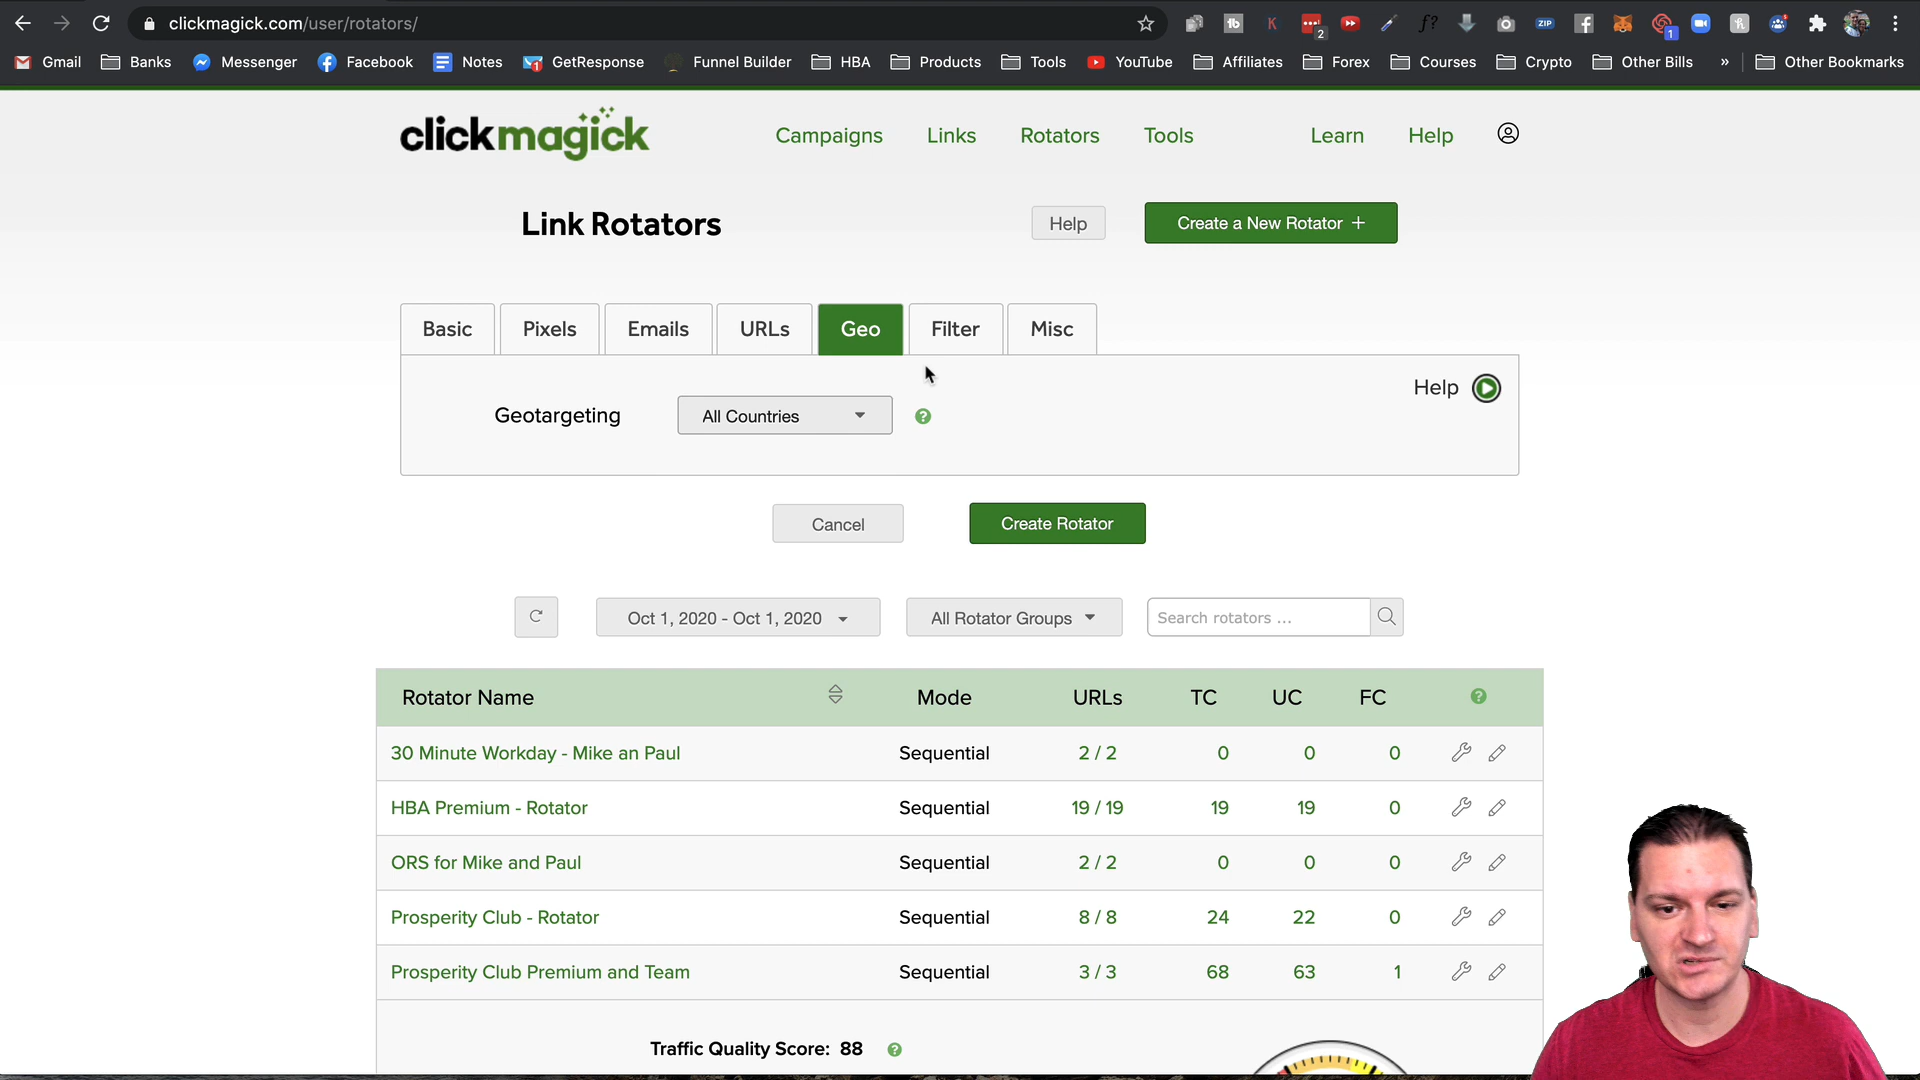 clickmagick.com/user/rotators/
ZIP
2
1
Gmail Banks Messenger Facebook Notes GetResponse Funnel Builder HBA Products Tools YouTube Affiliates Forex Courses Crypto Other Bills » Other Bookmarks
clickmagick Campaigns Links Rotators Tools Learn Help
Link Rotators Help Create a New Rotator +
Basic Pixels Emails URLs Geo Filter Misc
Help
Geotargeting All Countries ?
Cancel Create Rotator
Oct 1, 2020 - Oct 1, 2020 All Rotator Groups Search rotators ...
Rotator Name Mode URLs TC UC FC ?
30 Minute Workday - Mike an Paul Sequential 2 / 2 0 0 0
HBA Premium - Rotator Sequential 19 / 19 19 19 0
ORS for Mike and Paul Sequential 2 / 2 0 0 0
Prosperity Club - Rotator Sequential 8 / 8 24 22 0
Prosperity Club Premium and Team Sequential 3 / 3 68 63 1
Traffic Quality Score: 88 ?